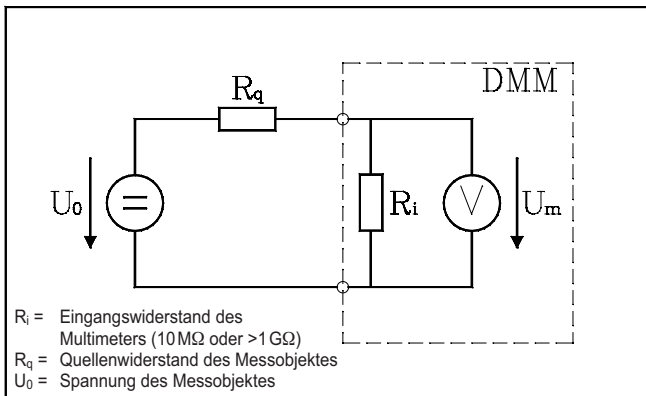 DMM
Rq
U0
=
Ri
V
Um
Ri = Eingangswiderstand des
Multimeters (10 MΩ oder >1 GΩ)
Rq = Quellenwiderstand des Messobjektes
U0 = Spannung des Messobjektes